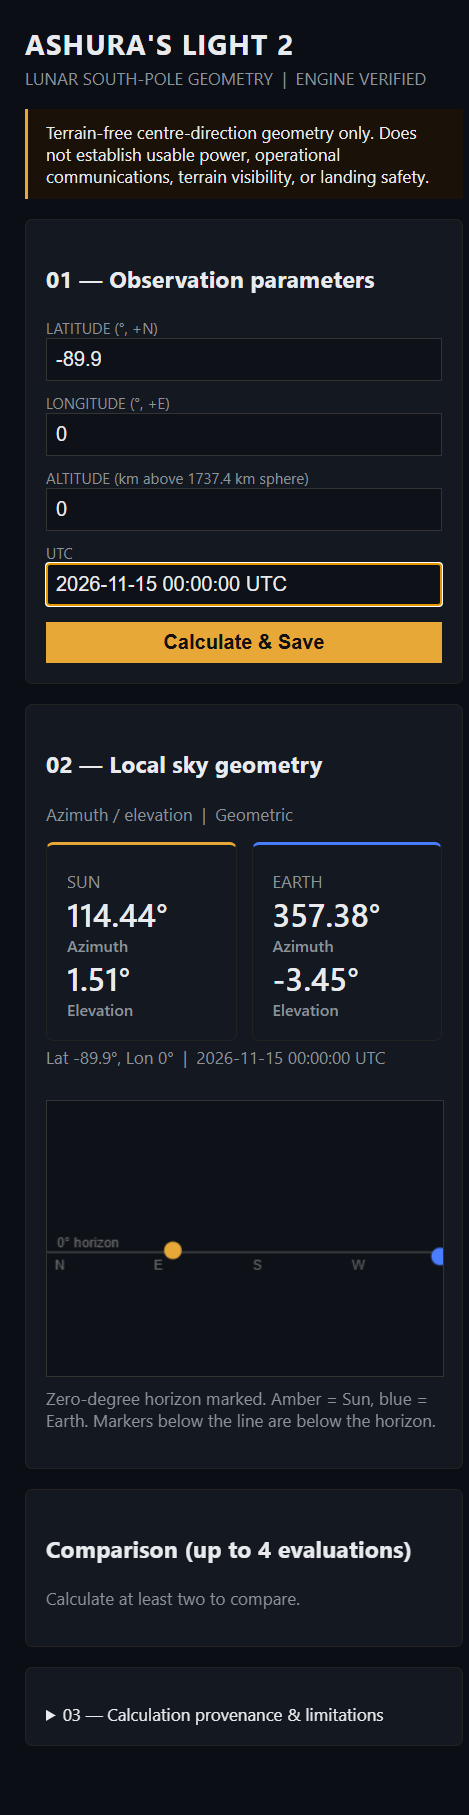 ASHURA'S LIGHT 2
LUNAR SOUTH-POLE GEOMETRY | ENGINE VERIFIED
Terrain-free centre-direction geometry only. Does
not establish usable power, operational
communications, terrain visibility, or landing safety.
01 — Observation parameters
LATITUDE (°, +N)
-89.9
LONGITUDE (°, +E)
0
ALTITUDE (km above 1737.4 km sphere)
0
UTC
2026-11-15 00:00:00 UTC
Calculate & Save
02 — Local sky geometry
Azimuth / elevation | Geometric
SUN
114.44°
Azimuth
1.51°
Elevation
EARTH
357.38°
Azimuth
-3.45°
Elevation
Lat -89.9°, Lon 0° | 2026-11-15 00:00:00 UTC
0° horizon
N E S W
Zero-degree horizon marked. Amber = Sun, blue =
Earth. Markers below the line are below the horizon.
Comparison (up to 4 evaluations)
Calculate at least two to compare.
03 — Calculation provenance & limitations